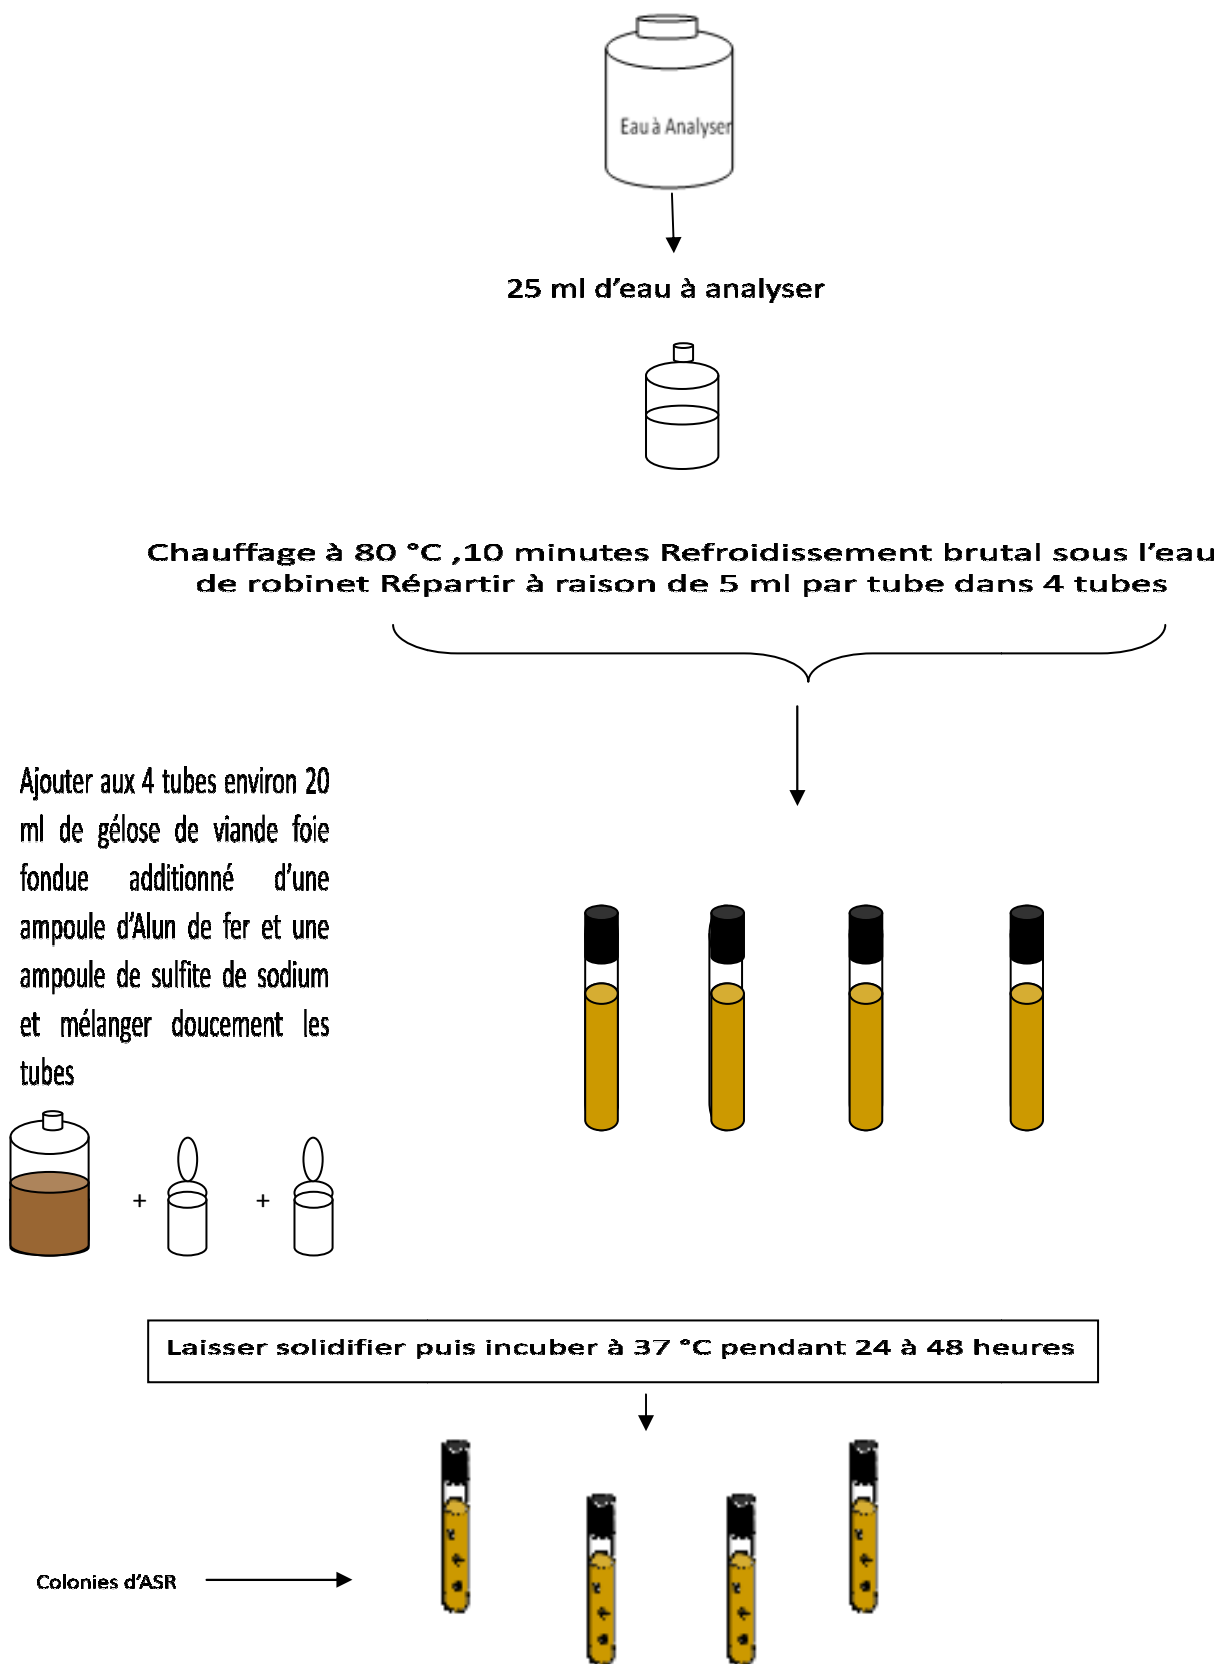 Eau à Analyser
25 ml d’eau à analyser
Chauffage à 80 °C ,10 minutes Refroidissement brutal sous l’eau
de robinet Répartir à raison de 5 ml par tube dans 4 tubes
Ajouter aux 4 tubes environ 20
ml de gélose de viande foie
fondue additionné d’une
ampoule d’Alun de fer et une
ampoule de sulfite de sodium
et mélanger doucement les
tubes
+ +
Laisser solidifier puis incuber à 37 °C pendant 24 à 48 heures
Colonies d’ASR